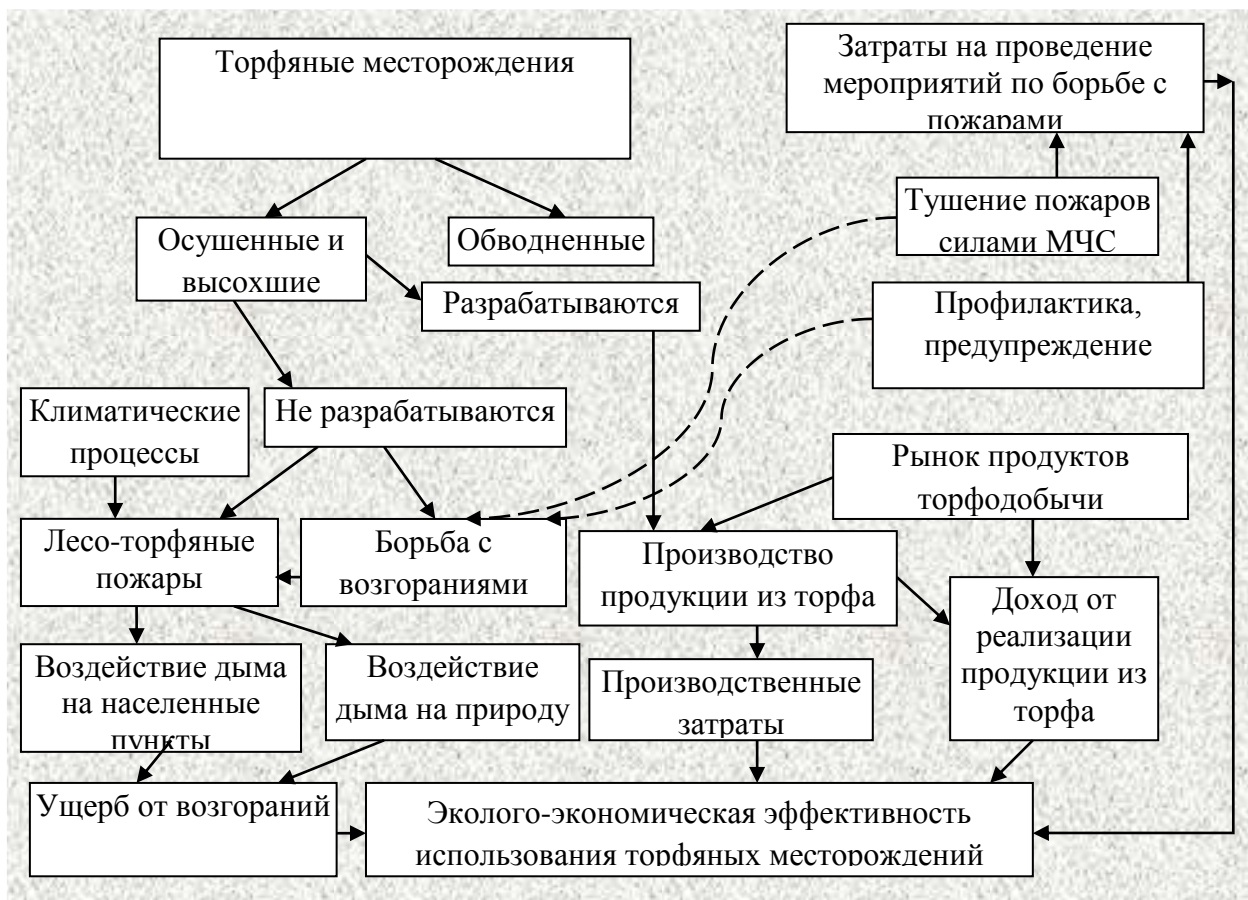 Торфяные месторождения
Затраты на проведение
мероприятий по борьбе с
пожарами
Тушение пожаров
силами МЧС
Осушенные и
высохшие
Обводненные
Разрабатываются
Профилактика,
предупреждение
Климатические
процессы
Не разрабатываются
Рынок продуктов
торфодобычи
Лесо-торфяные
пожары
Борьба с
возгораниями
Производство
продукции из торфа
Доход от
реализации
продукции из
торфа
Воздействие дыма
на населенные
пункты
Воздействие
дыма на природу
Производственные
затраты
Ущерб от возгораний
Эколого-экономическая эффективность
использования торфяных месторождений